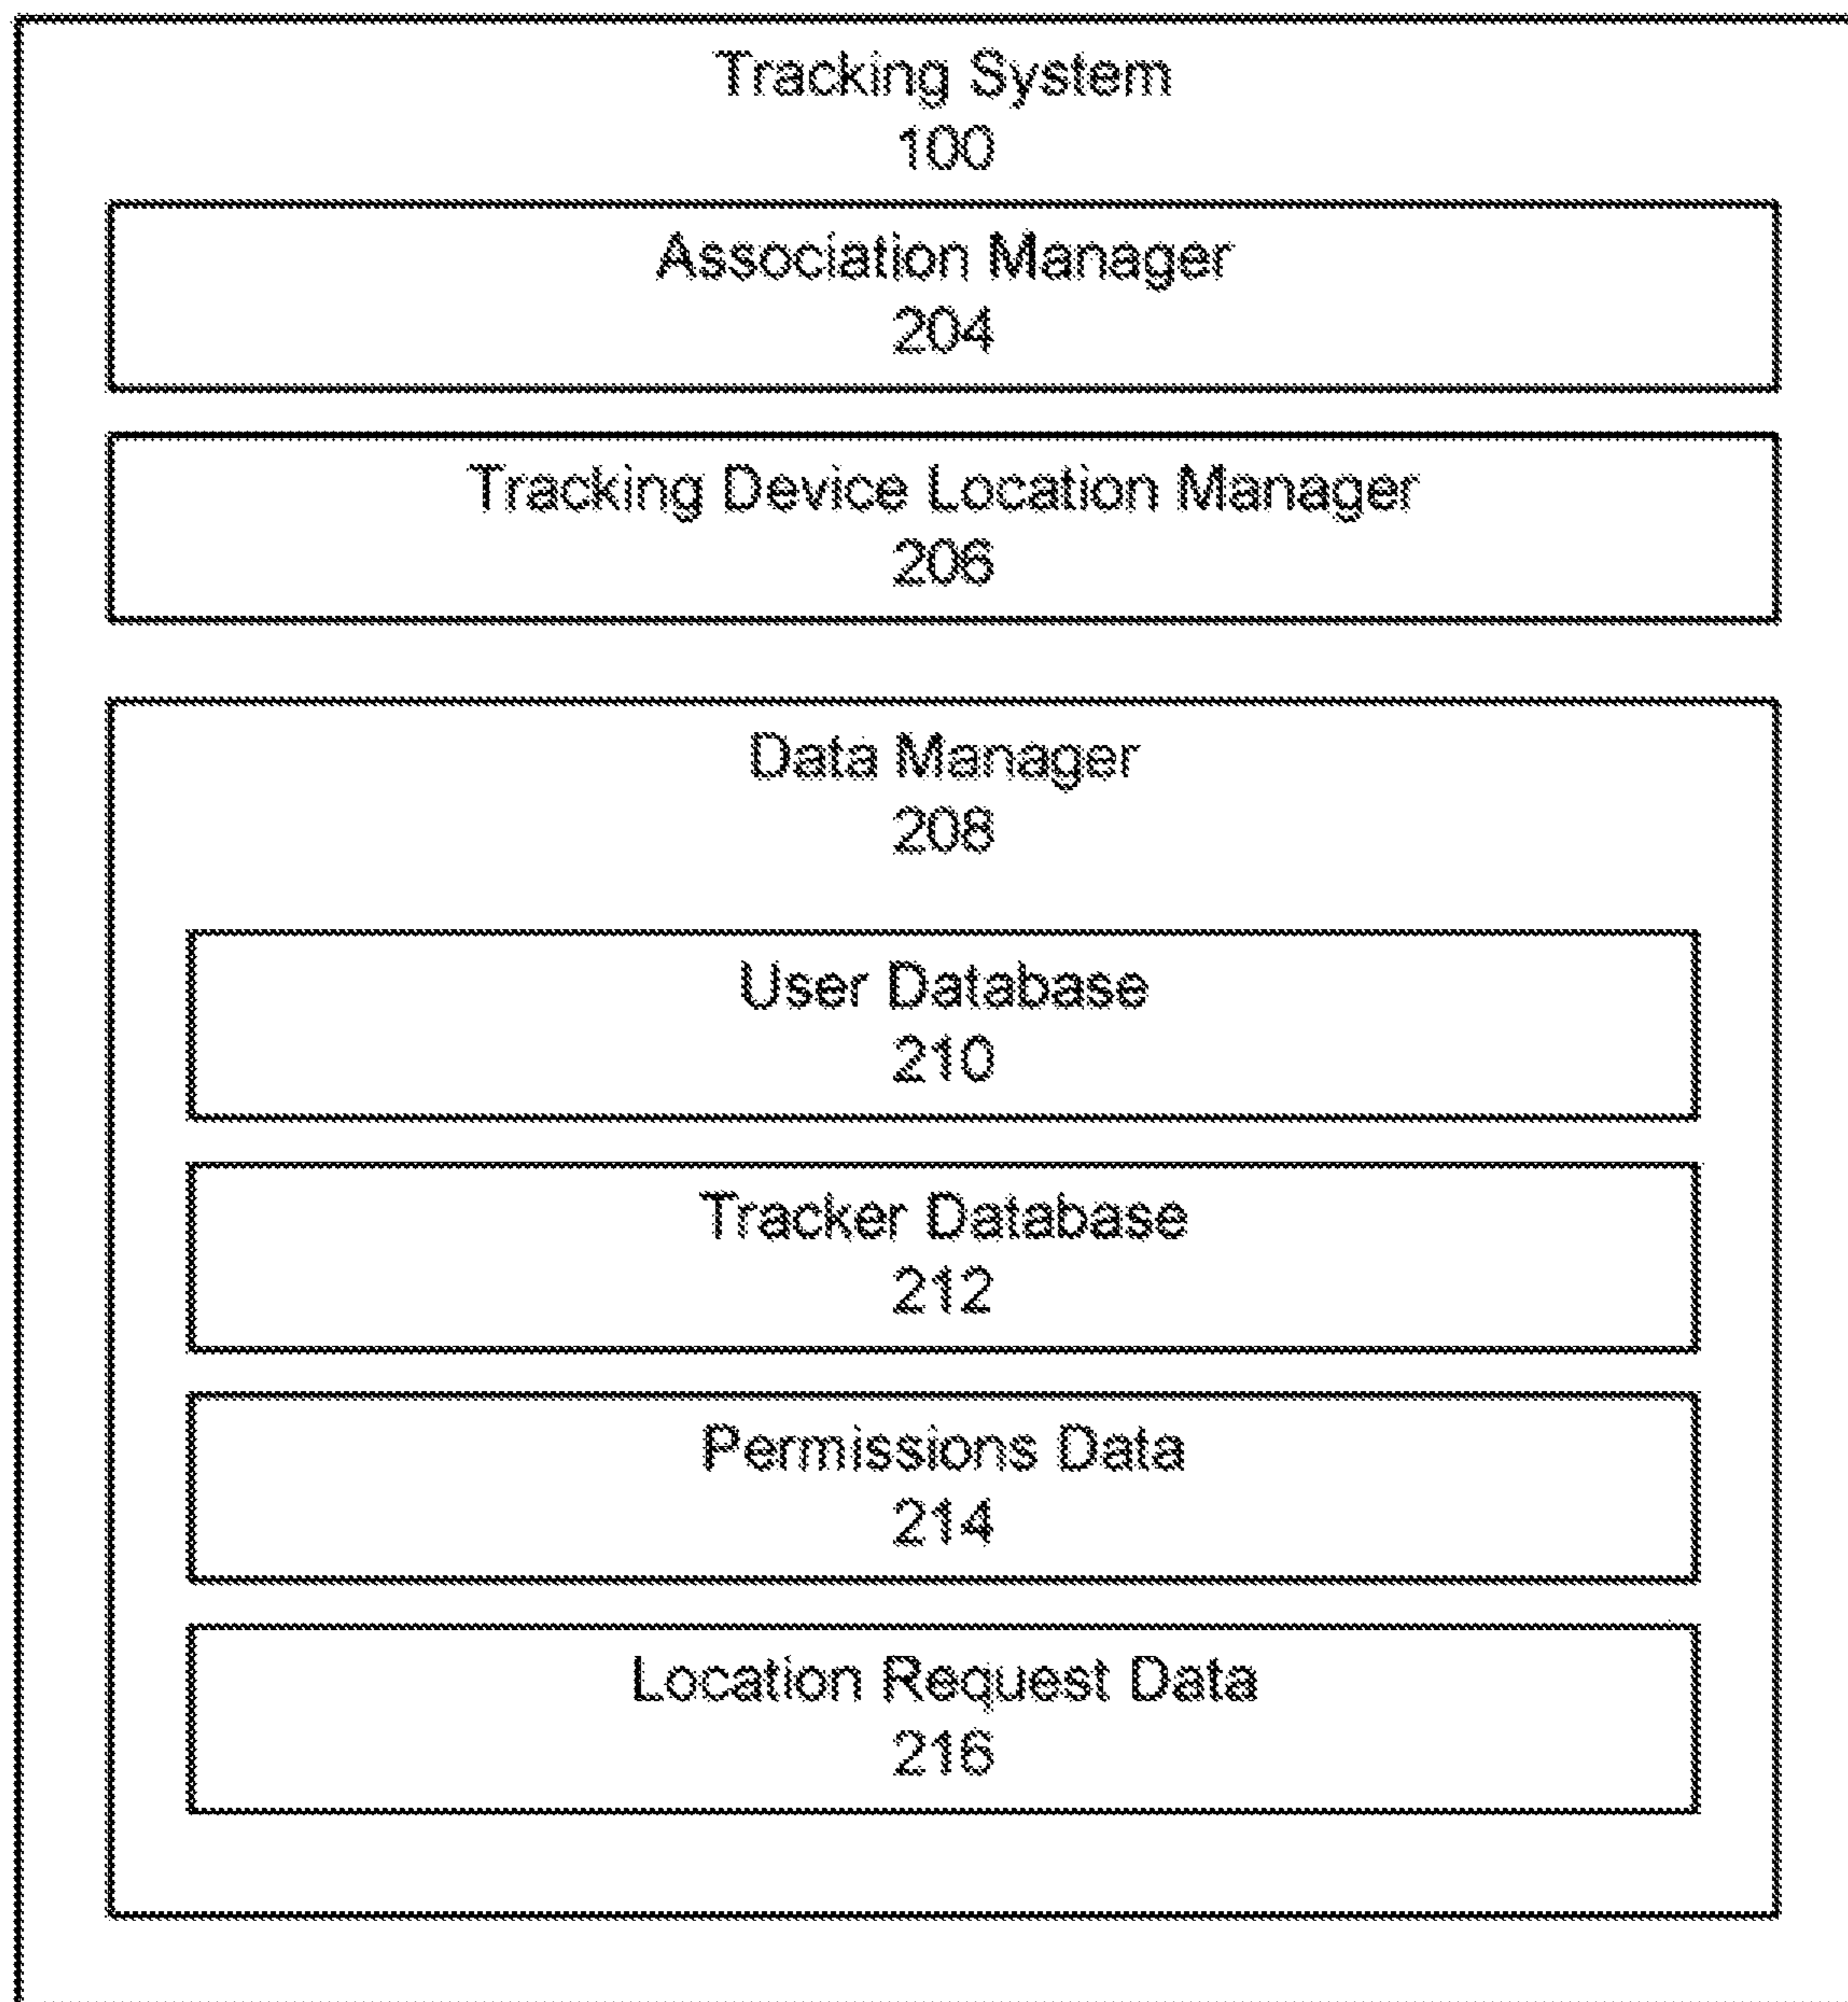 Tracking System
100
Association Manager
204
Tracking Device Location Manager
206
Data Manager
208
User Database
210
Tracker Database
212
Permissions Data
214
Location Request Data
216